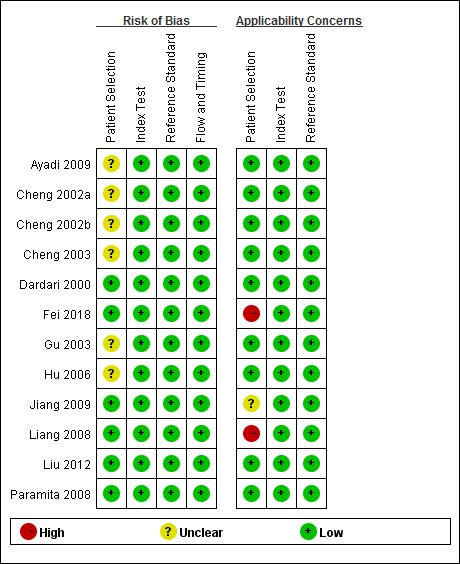 Risk of Bias Applicability Concerns
Patient Selection Index Test Reference Standard Flow and Timing Patient Selection Index Test Reference Standard
Ayadi 2009 ? + + + + + +
Cheng 2002a ? + + + + + +
Cheng 2002b ? + + + + + +
Cheng 2003 ? + + + + + +
Dardari 2000 + + + + + + +
Fei 2018 + + + + + +
Gu 2003 ? + + + + + +
Hu 2006 ? + + + + + +
Jiang 2009 + + + + ? + +
Liang 2008 + + + + + +
Liu 2012 + + + + + + +
Paramita 2008 + + + + + + +
High ? Unclear + Low